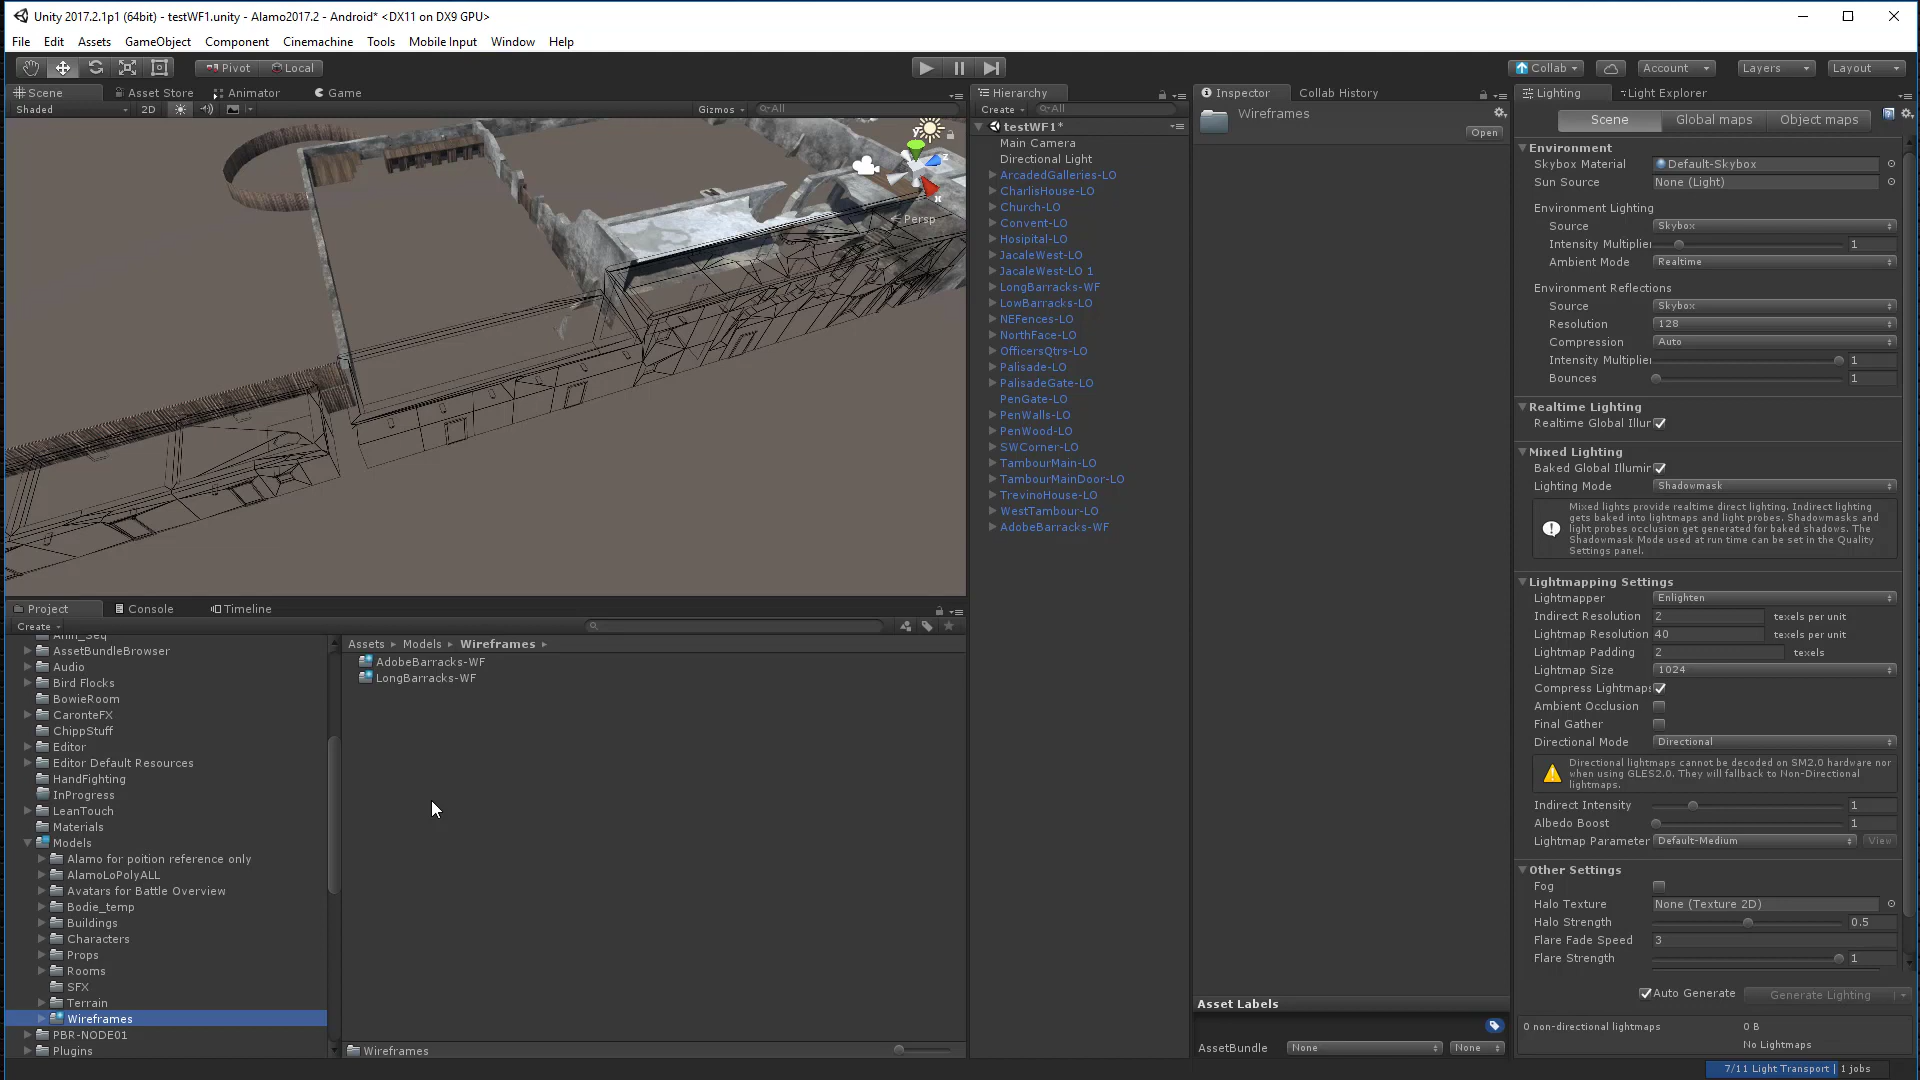 Unity 2017.2.1p1 (64bit) - testWF1.unity - Alamo2017.2 - Android* <DX11 on DX9 GPU>
File Edit Assets GameObject Component Cinemachine Tools Mobile Input Window Help
Pivot Local
Collab Account Layers Layout
Scene Asset Store Animator Game
Shaded 2D Gizmos All
y
z
x
Persp
Hierarchy
Create All
testWF1*
Main Camera
Directional Light
ArcadedGalleries-LO
CharlisHouse-LO
Church-LO
Convent-LO
Hosipital-LO
JacaleWest-LO
JacaleWest-LO 1
LongBarracks-WF
LowBarracks-LO
NEFences-LO
NorthFace-LO
OfficersQtrs-LO
Palisade-LO
PalisadeGate-LO
PenGate-LO
PenWalls-LO
PenWood-LO
SWCorner-LO
TambourMain-LO
TambourMainDoor-LO
TrevinoHouse-LO
WestTambour-LO
AdobeBarracks-WF
Project Console Timeline
Create
Anim_Seq
AssetBundleBrowser
Audio
Bird Flocks
BowieRoom
CaronteFX
ChippStuff
Editor
Editor Default Resources
HandFighting
InProgress
LeanTouch
Materials
Models
Alamo for poition reference only
AlamoLoPolyALL
Avatars for Battle Overview
Bodie_temp
Buildings
Characters
Props
Rooms
SFX
Terrain
Wireframes
PBR-NODE01
Plugins
Assets Models Wireframes
AdobeBarracks-WF
LongBarracks-WF
Wireframes
Inspector Collab History
Wireframes
Open
Asset Labels
AssetBundle None None
Lighting Light Explorer
Scene Global maps Object maps
Environment
Skybox Material Default-Skybox
Sun Source None (Light)
Environment Lighting
Source Skybox
Intensity Multiplier 1
Ambient Mode Realtime
Environment Reflections
Source Skybox
Resolution 128
Compression Auto
Intensity Multiplier 1
Bounces 1
Realtime Lighting
Realtime Global Illur
Mixed Lighting
Baked Global Illumir
Lighting Mode Shadowmask
Mixed lights provide realtime direct lighting. Indirect lighting
gets baked into lightmaps and light probes. Shadowmasks and
light probes occlusion get generated for baked shadows. The
Shadowmask Mode used at run time can be set in the Quality
Settings panel.
Lightmapping Settings
Lightmapper Enlighten
Indirect Resolution 2 texels per unit
Lightmap Resolution 40 texels per unit
Lightmap Padding 2 texels
Lightmap Size 1024
Compress Lightmaps
Ambient Occlusion
Final Gather
Directional Mode Directional
Directional lightmaps cannot be decoded on SM2.0 hardware nor
when using GLES2.0. They will fallback to Non-Directional
lightmaps.
Indirect Intensity 1
Albedo Boost 1
Lightmap Parameter Default-Medium View
Other Settings
Fog
Halo Texture None (Texture 2D)
Halo Strength 0.5
Flare Fade Speed 3
Flare Strength 1
Auto Generate Generate Lighting
0 non-directional lightmaps 0 B
No Lightmaps
7/11 Light Transport | 1 jobs